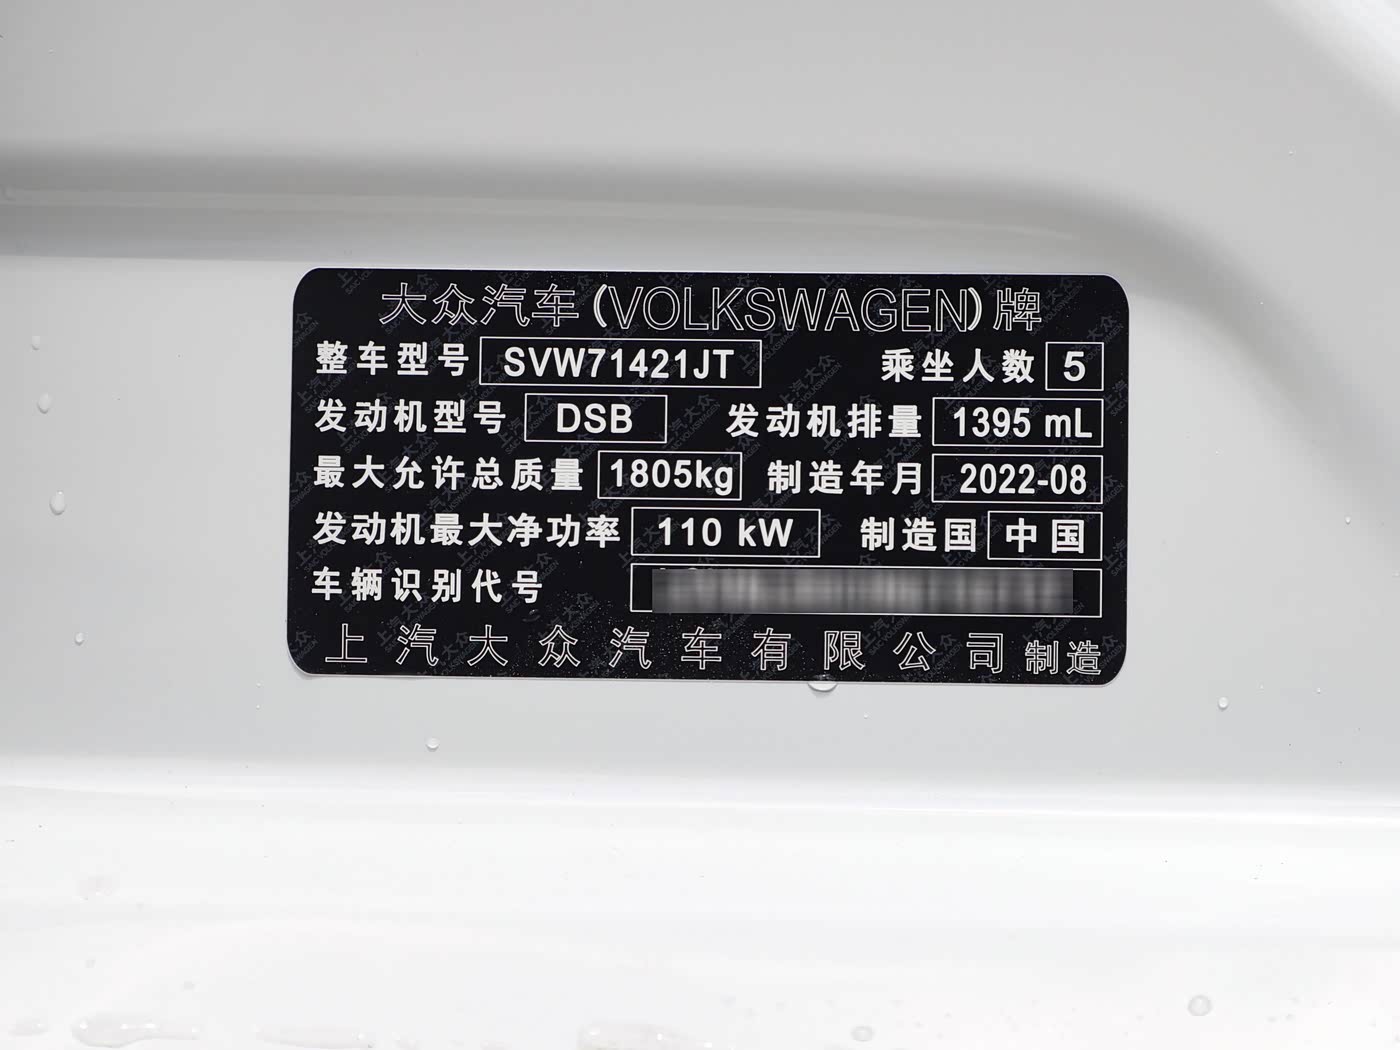 大众汽车(VOLKSWAGEN)牌
整车型号 SVW71421JT 乘坐人数 5
发动机型号 DSB 发动机排量 1395 mL
最大允许总质量 1805kg 制造年月 2022-08
发动机最大净功率 110 kW 制造国 中国
车辆识别代号
上汽大众汽车有限公司制造